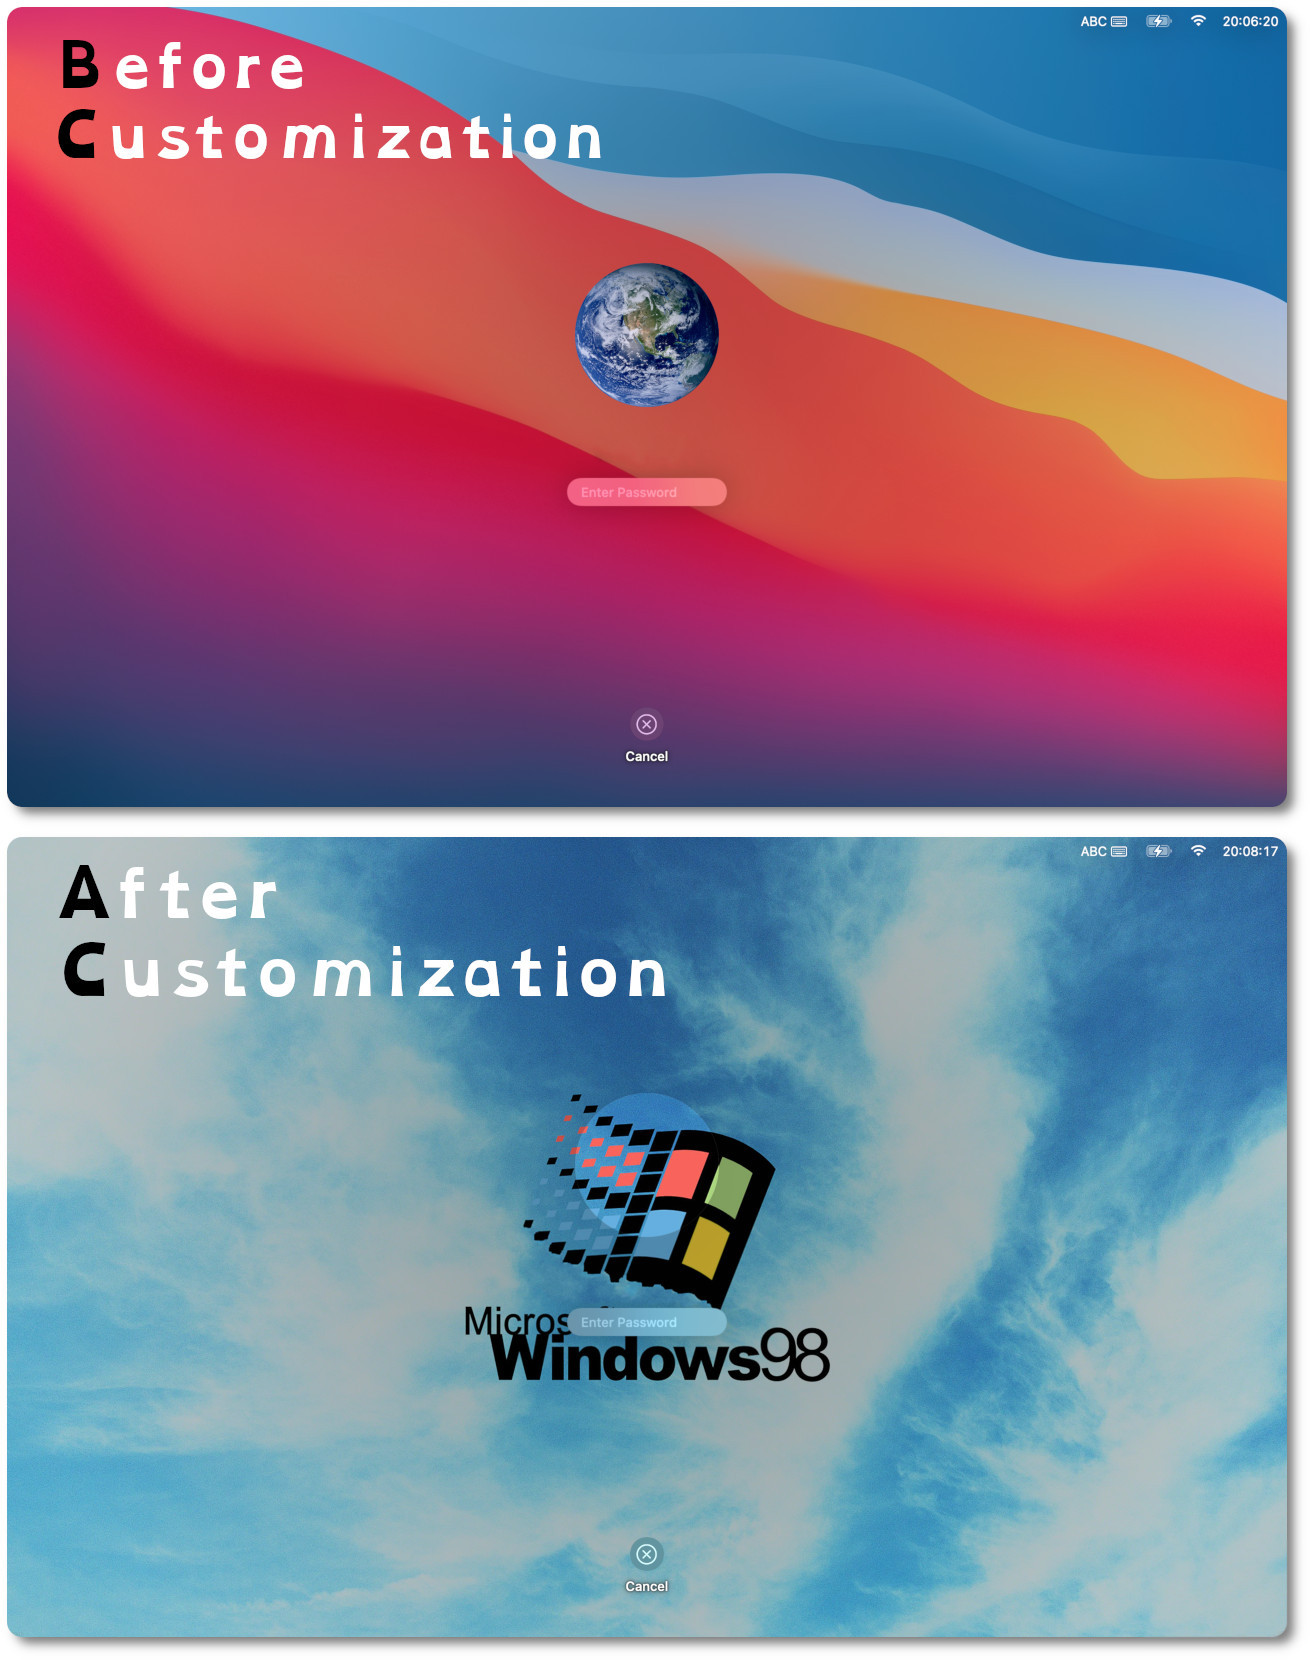 ABC 20:06:20
Before
Customization
Enter Password
Cancel
ABC 20:08:17
After
Customization
Micros
Enter Password
Windows98
Cancel